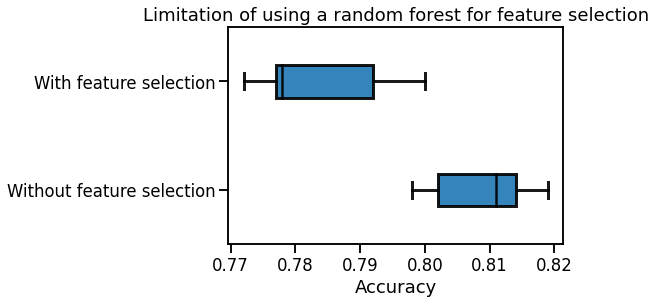 Limitation of using a random forest for feature selection
With feature selection
Without feature selection
0.77 0.78 0.79 0.80 0.81 0.82
Accuracy